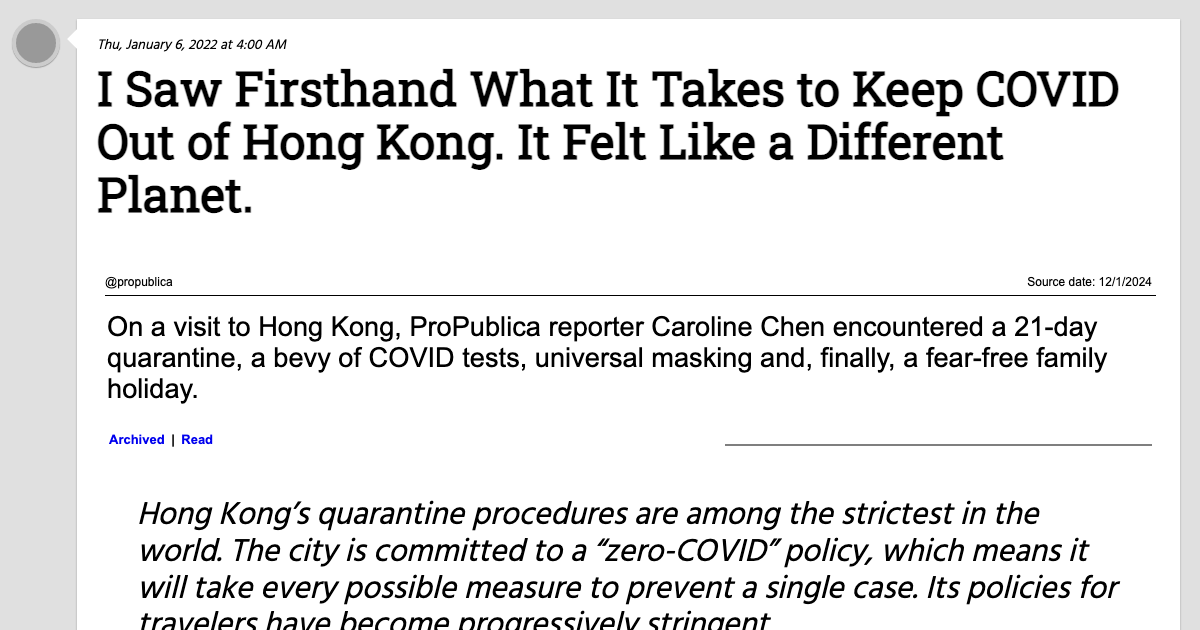 Thu, January 6, 2022 at 4:00 AM
I Saw Firsthand What It Takes to Keep COVID
Out of Hong Kong. It Felt Like a Different
Planet.
@propublica
Source date: 12/1/2024
On a visit to Hong Kong, ProPublica reporter Caroline Chen encountered a 21-day
quarantine, a bevy of COVID tests, universal masking and, finally, a fear-free family
holiday.
Archived | Read
Hong Kong’s quarantine procedures are among the strictest in the
world. The city is committed to a “zero-COVID” policy, which means it
will take every possible measure to prevent a single case. Its policies for
travelers have become progressively stringent